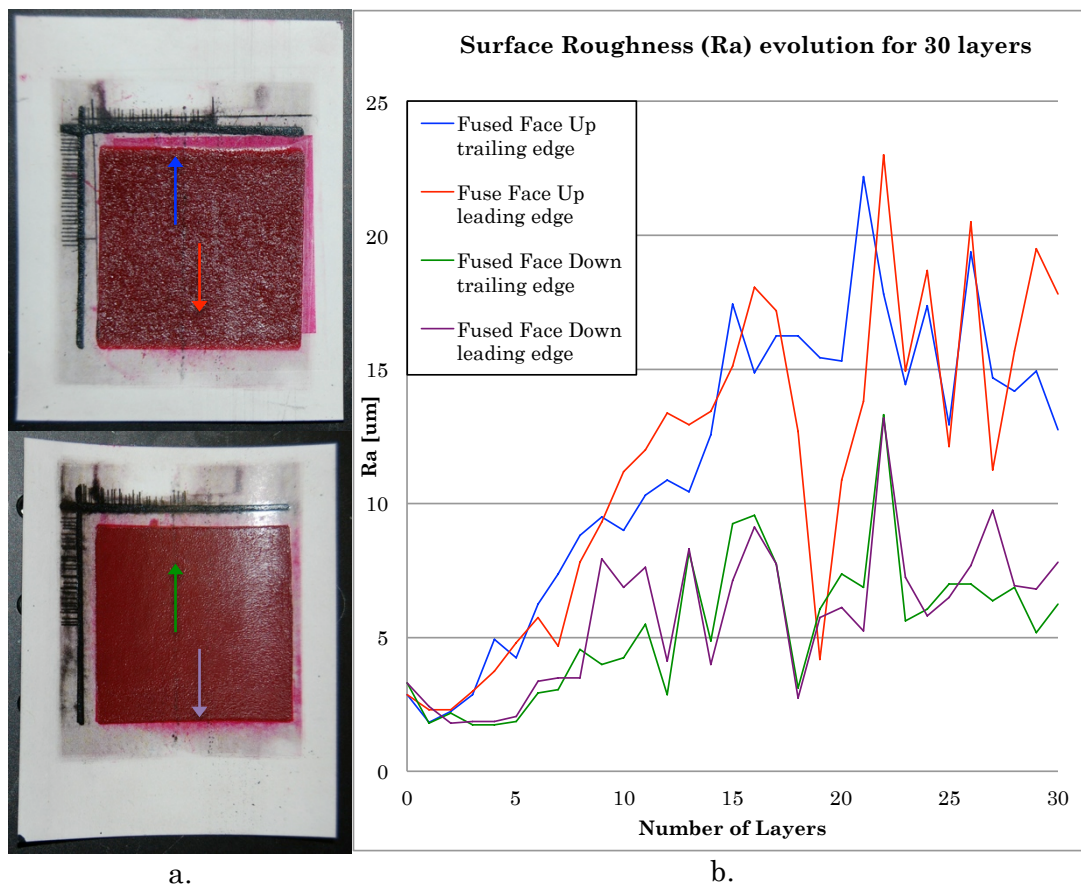 Surface Roughness (Ra) evolution for 30 layers
25
20
15
10
5
0
Ra [um]
Fused Face Up
trailing edge
Fuse Face Up
leading edge
Fused Face Down
trailing edge
Fused Face Down
leading edge
0
5
10
15
20
25
30
Number of Layers
a.
b.